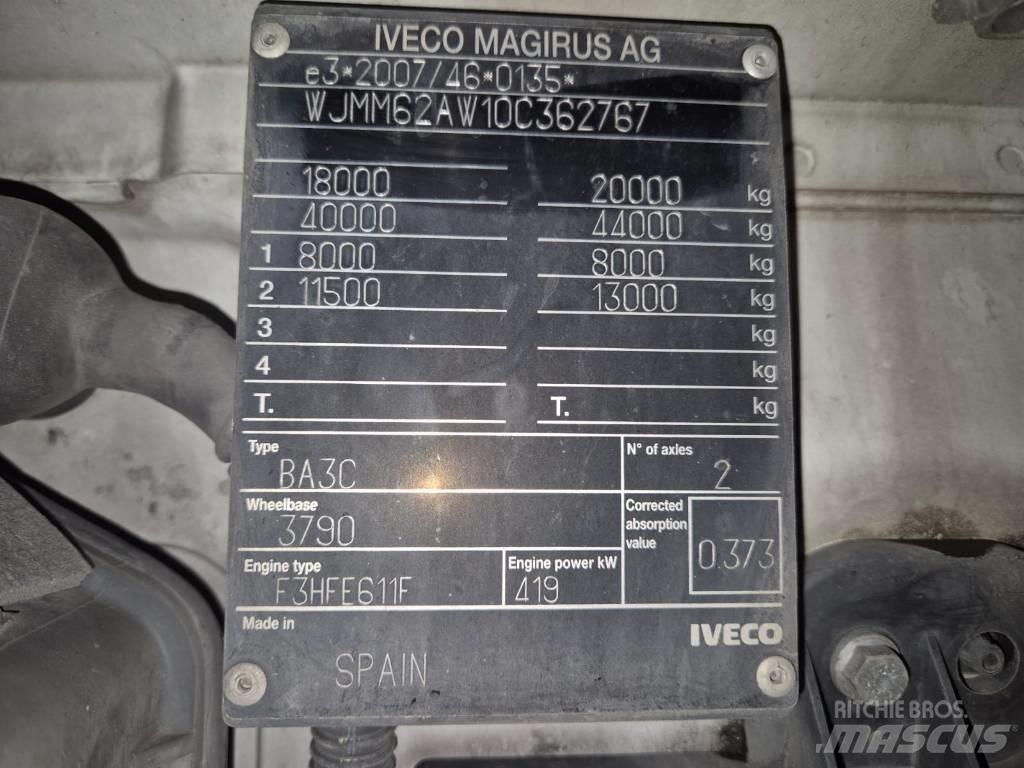 IVECO MAGIRUS AG
e3*2007/46*0135*
WJMM62AW10C362767
18000 20000 kg
40000 44000 kg
1 8000 8000 kg
2 11500 13000 kg
3 kg
4 kg
T. T. kg
Type N° of axles
BA3C 2
Wheelbase Corrected absorption value
3790 0.373
Engine type Engine power kW
F3HFE611F 419
Made in IVECO
SPAIN
RITCHIE BROS.
MASCUS